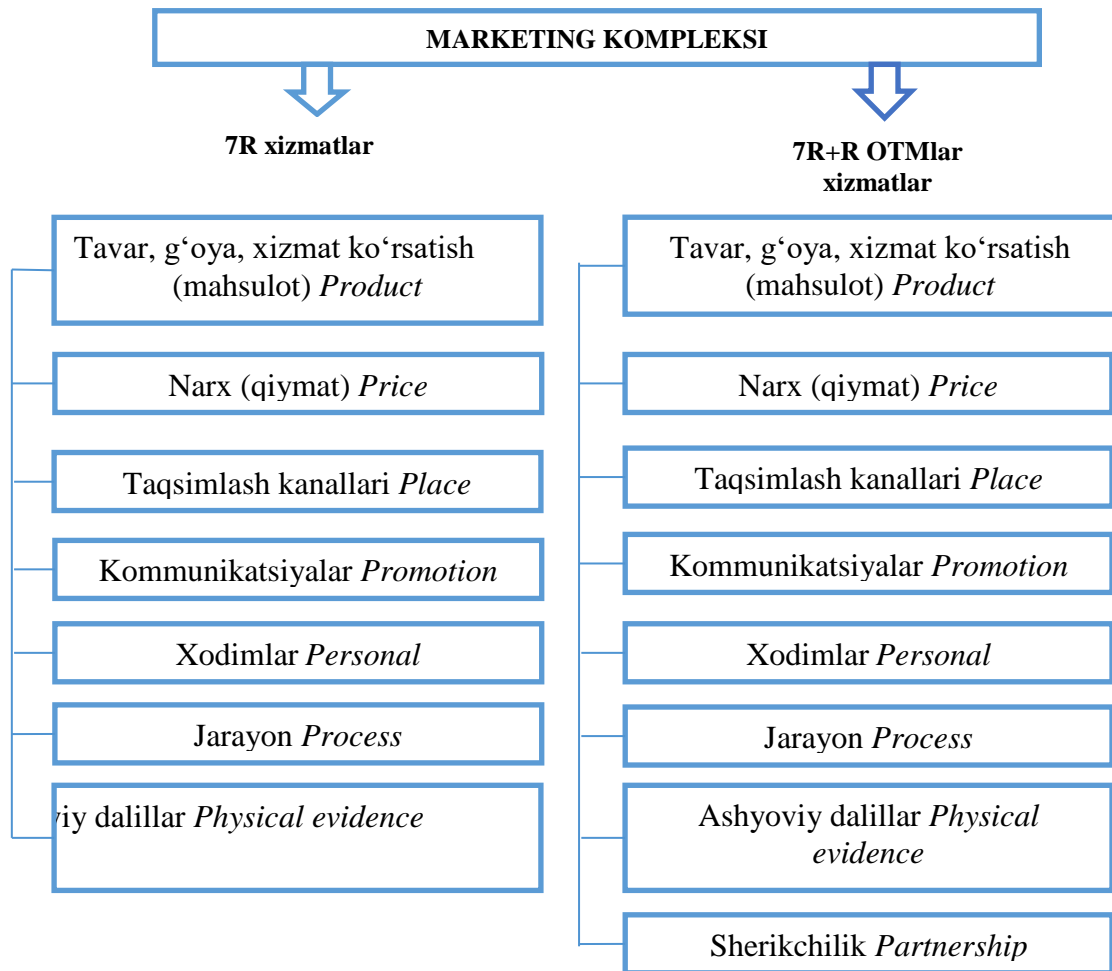 MARKETING KOMPLEKSI
7R xizmatlar
Tavar, g‘oya, xizmat ko‘rsatish
(mahsulot) Product
Narx (qiymat) Price
Taqsimlash kanallari Place
Kommunikatsiyalar Promotion
Xodimlar Personal
Jarayon Process
dalillar Physical evidence
7R+R OTMlar
xizmatlar
Tavar, g‘oya, xizmat ko‘rsatish
(mahsulot) Product
Narx (qiymat) Price
Taqsimlash kanallari Place
Kommunikatsiyalar Promotion
Xodimlar Personal
Jarayon Process
Ashyoviy dalillar Physical
evidence
Sherikchilik Partnership